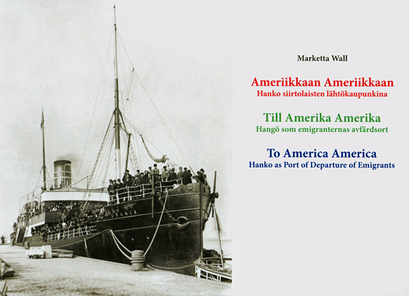 Marketta Wall
Ameriikkaan Ameriikkaan
Hanko siirtolaisten lähtökaupunkina
Till Amerika Amerika
Hangö som emigranternas avfärdsort
To America America
Hanko as Port of Departure of Emigrants